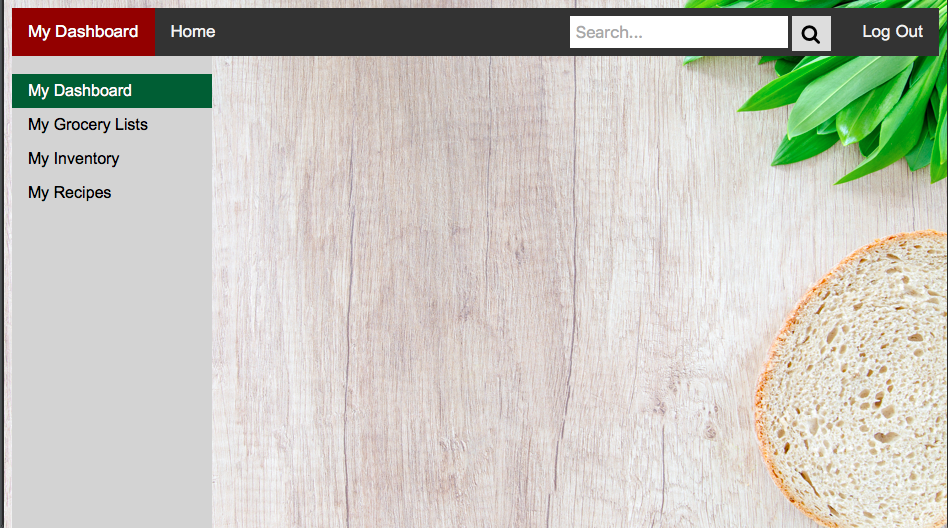 My Dashboard Home Search... Log Out
My Dashboard
My Grocery Lists
My Inventory
My Recipes